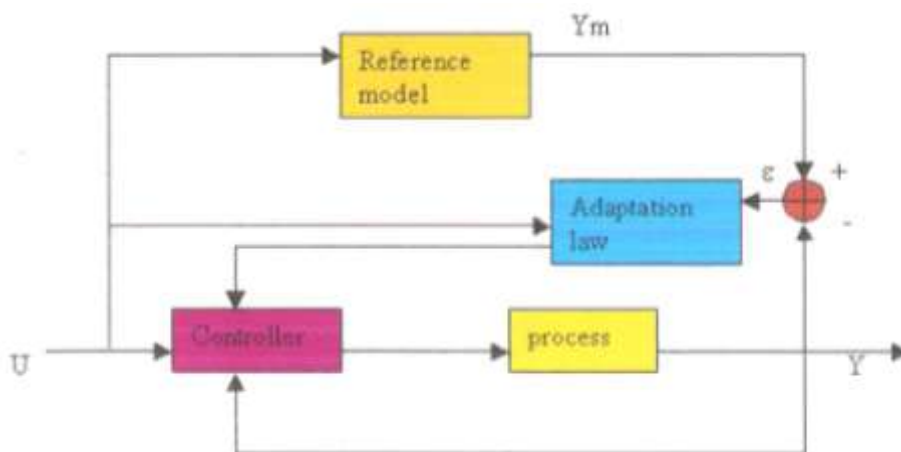 Ym
Reference
model
ε
+
Adaptation
law
-
Controller
process
U
Y